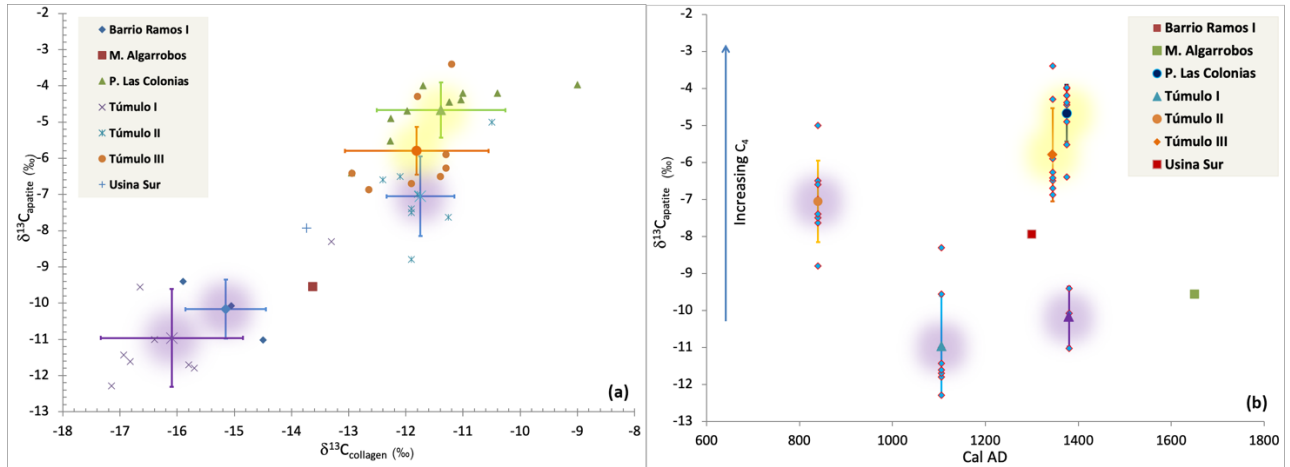 -2
-3
-4
-5
-6
-7
-8
-9
-10
-11
-12
-13
δ¹³Capatite (‰)
Barrio Ramos I
M. Algarrobos
P. Las Colonias
Túmulo I
Túmulo II
Túmulo III
Usina Sur
(a)
-18 -17 -16 -15 -14 -13 -12 -11 -10 -9 -8
δ¹³Ccollagen (‰)
-2
-3
-4
-5
-6
-7
-8
-9
-10
-11
-12
-13
δ¹³Capatite (‰)
Increasing C₄
Barrio Ramos I
M. Algarrobos
P. Las Colonias
Túmulo I
Túmulo II
Túmulo III
Usina Sur
(b)
600 800 1000 1200 1400 1600 1800
Cal AD